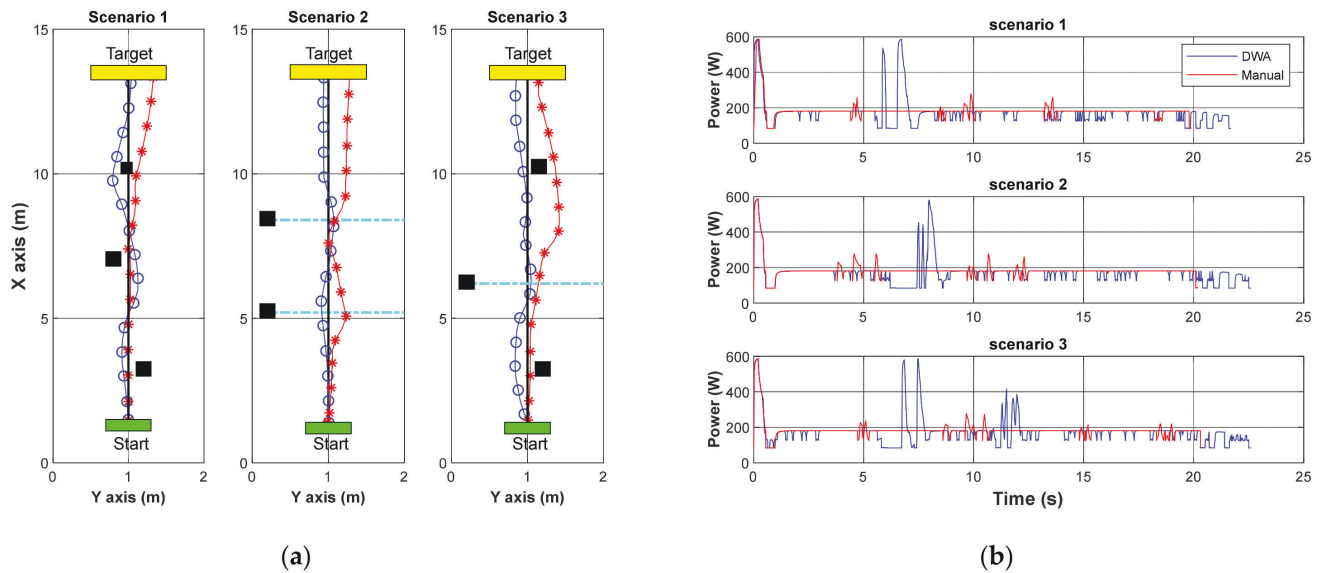 Scenario 1
15
10
5
0
0
1
2
X axis (m)
Y axis (m)
Target
Start
Scenario 2
15
10
5
0
0
1
2
Y axis (m)
Target
Start
Scenario 3
15
10
5
0
0
1
2
Y axis (m)
Target
Start
(a)
scenario 1
600
400
200
0
Power (W)
DWA
Manual
0
5
10
15
20
25
scenario 2
600
400
200
0
Power (W)
0
5
10
15
20
25
scenario 3
600
400
200
0
Power (W)
0
5
10
15
20
25
Time (s)
(b)